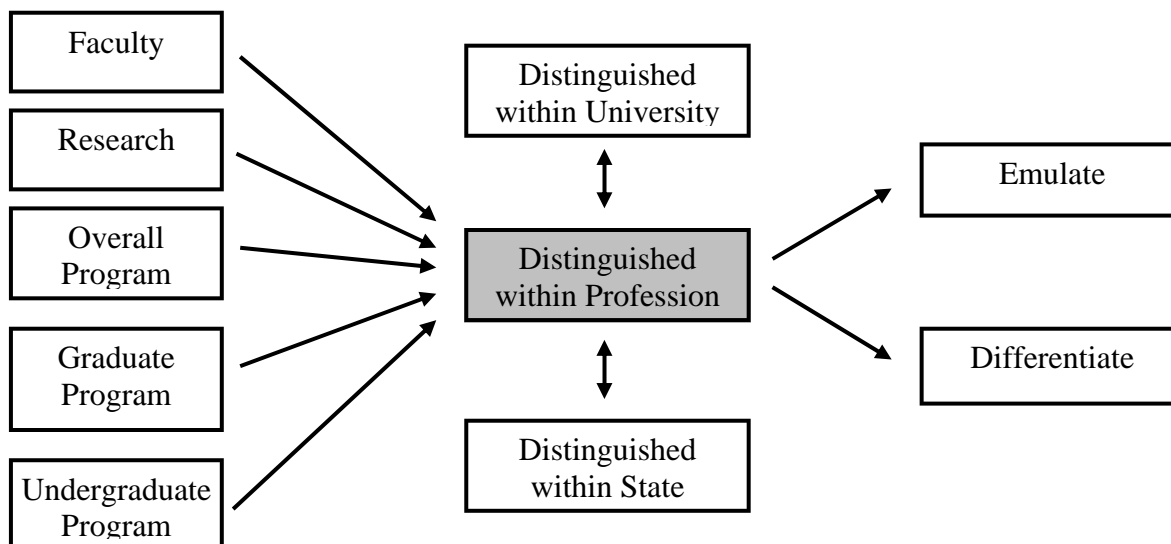 Faculty
Research
Overall
Program
Graduate
Program
Undergraduate
Program
Distinguished
within University
Distinguished
within Profession
Distinguished
within State
Emulate
Differentiate